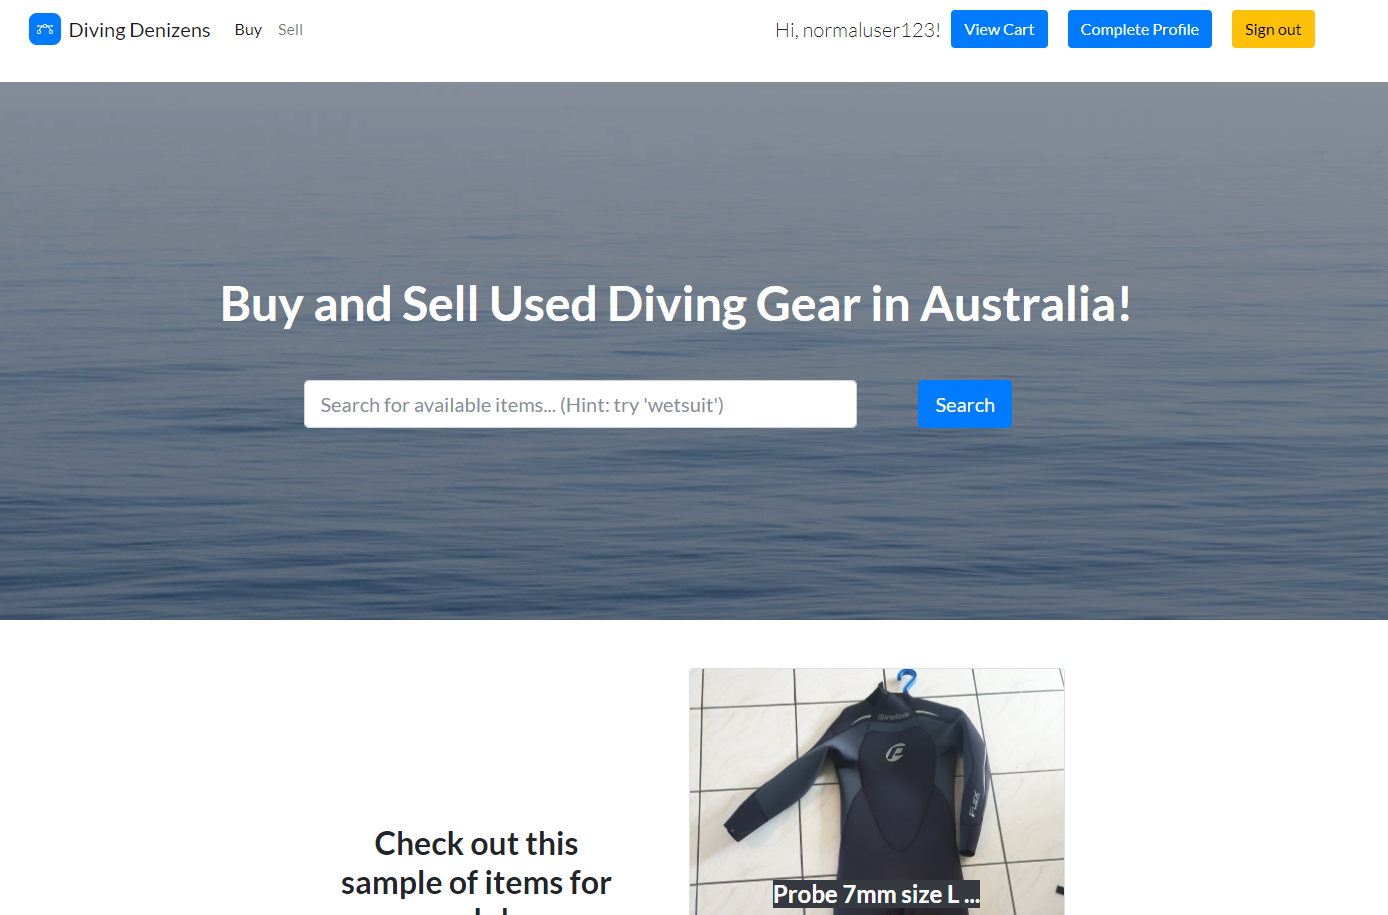 Diving Denizens Buy Sell Hi, normaluser123! View Cart Complete Profile Sign out
Buy and Sell Used Diving Gear in Australia!
Search for available items... (Hint: try 'wetsuit') Search
Check out this
sample of items for
FLEX
Probe 7mm size L ...